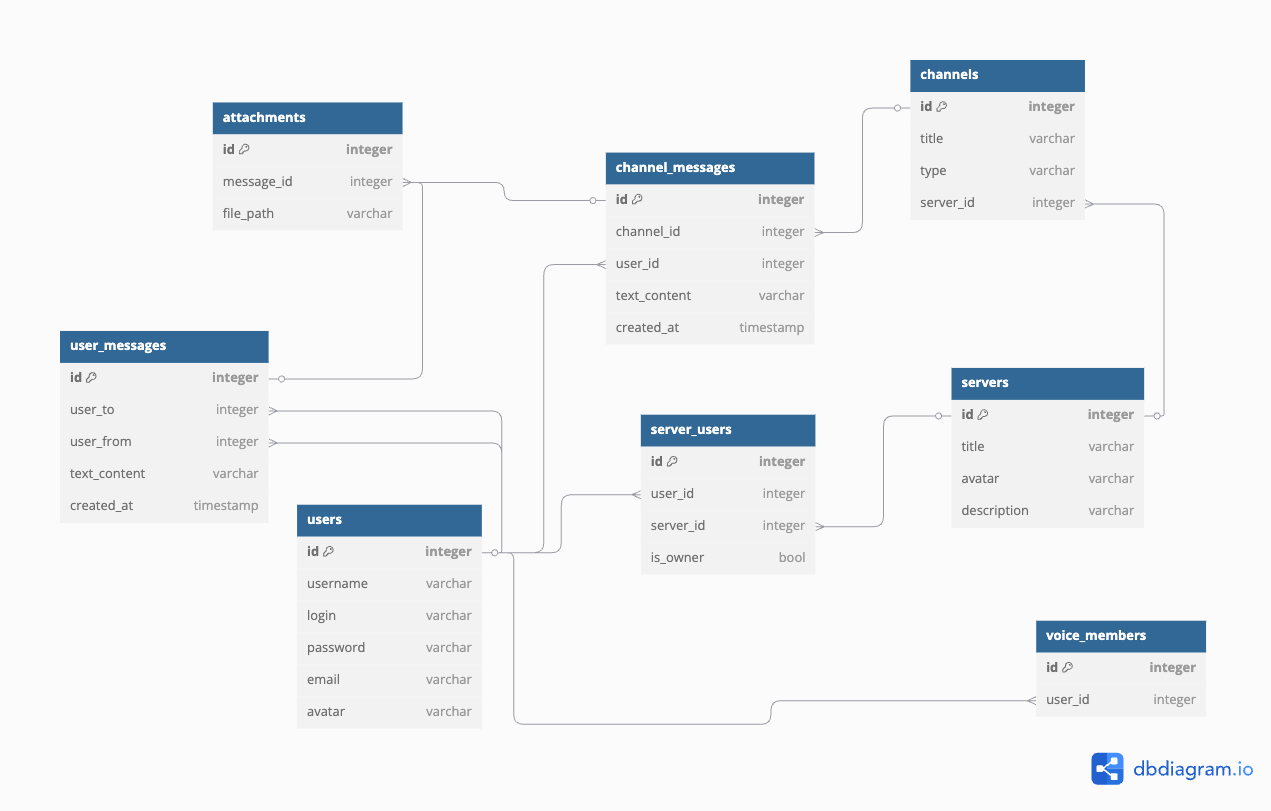 attachments
id integer
message_id integer
file_path varchar
channel_messages
id integer
channel_id integer
user_id integer
text_content varchar
created_at timestamp
channels
id integer
title varchar
type varchar
server_id integer
user_messages
id integer
user_to integer
user_from integer
text_content varchar
created_at timestamp
users
id integer
username varchar
login varchar
password varchar
email varchar
avatar varchar
server_users
id integer
user_id integer
server_id integer
is_owner bool
servers
id integer
title varchar
avatar varchar
description varchar
voice_members
id integer
user_id integer
dbdiagram.io